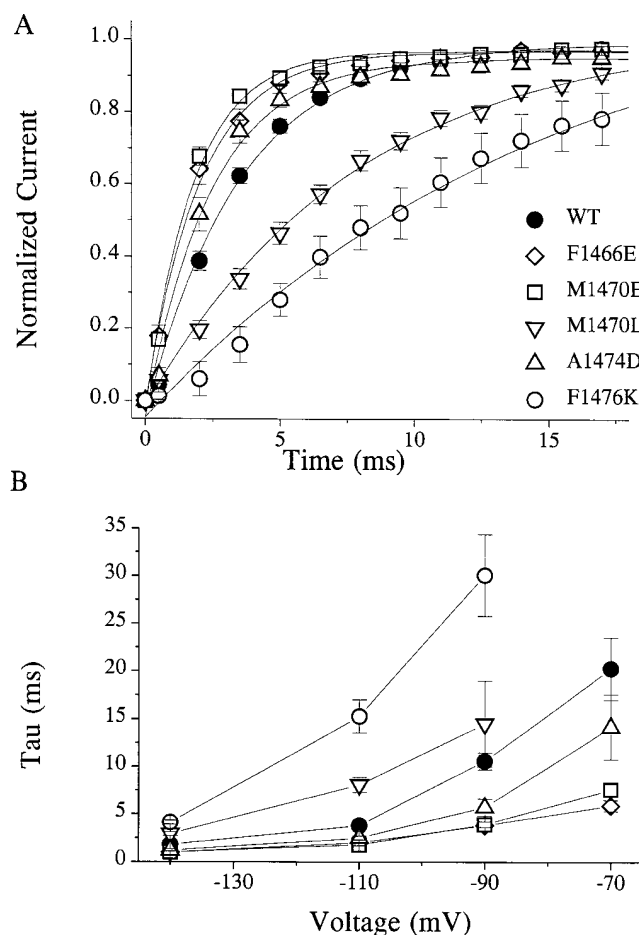 A
Normalized Current
1.0
0.8
0.6
0.4
0.2
0.0
WT
F1466E
M1470E
M1470L
A1474D
F1476K
0 5 10 15
Time (ms)
B
Tau (ms)
35
30
25
20
15
10
5
0
-130 -110 -90 -70
Voltage (mV)